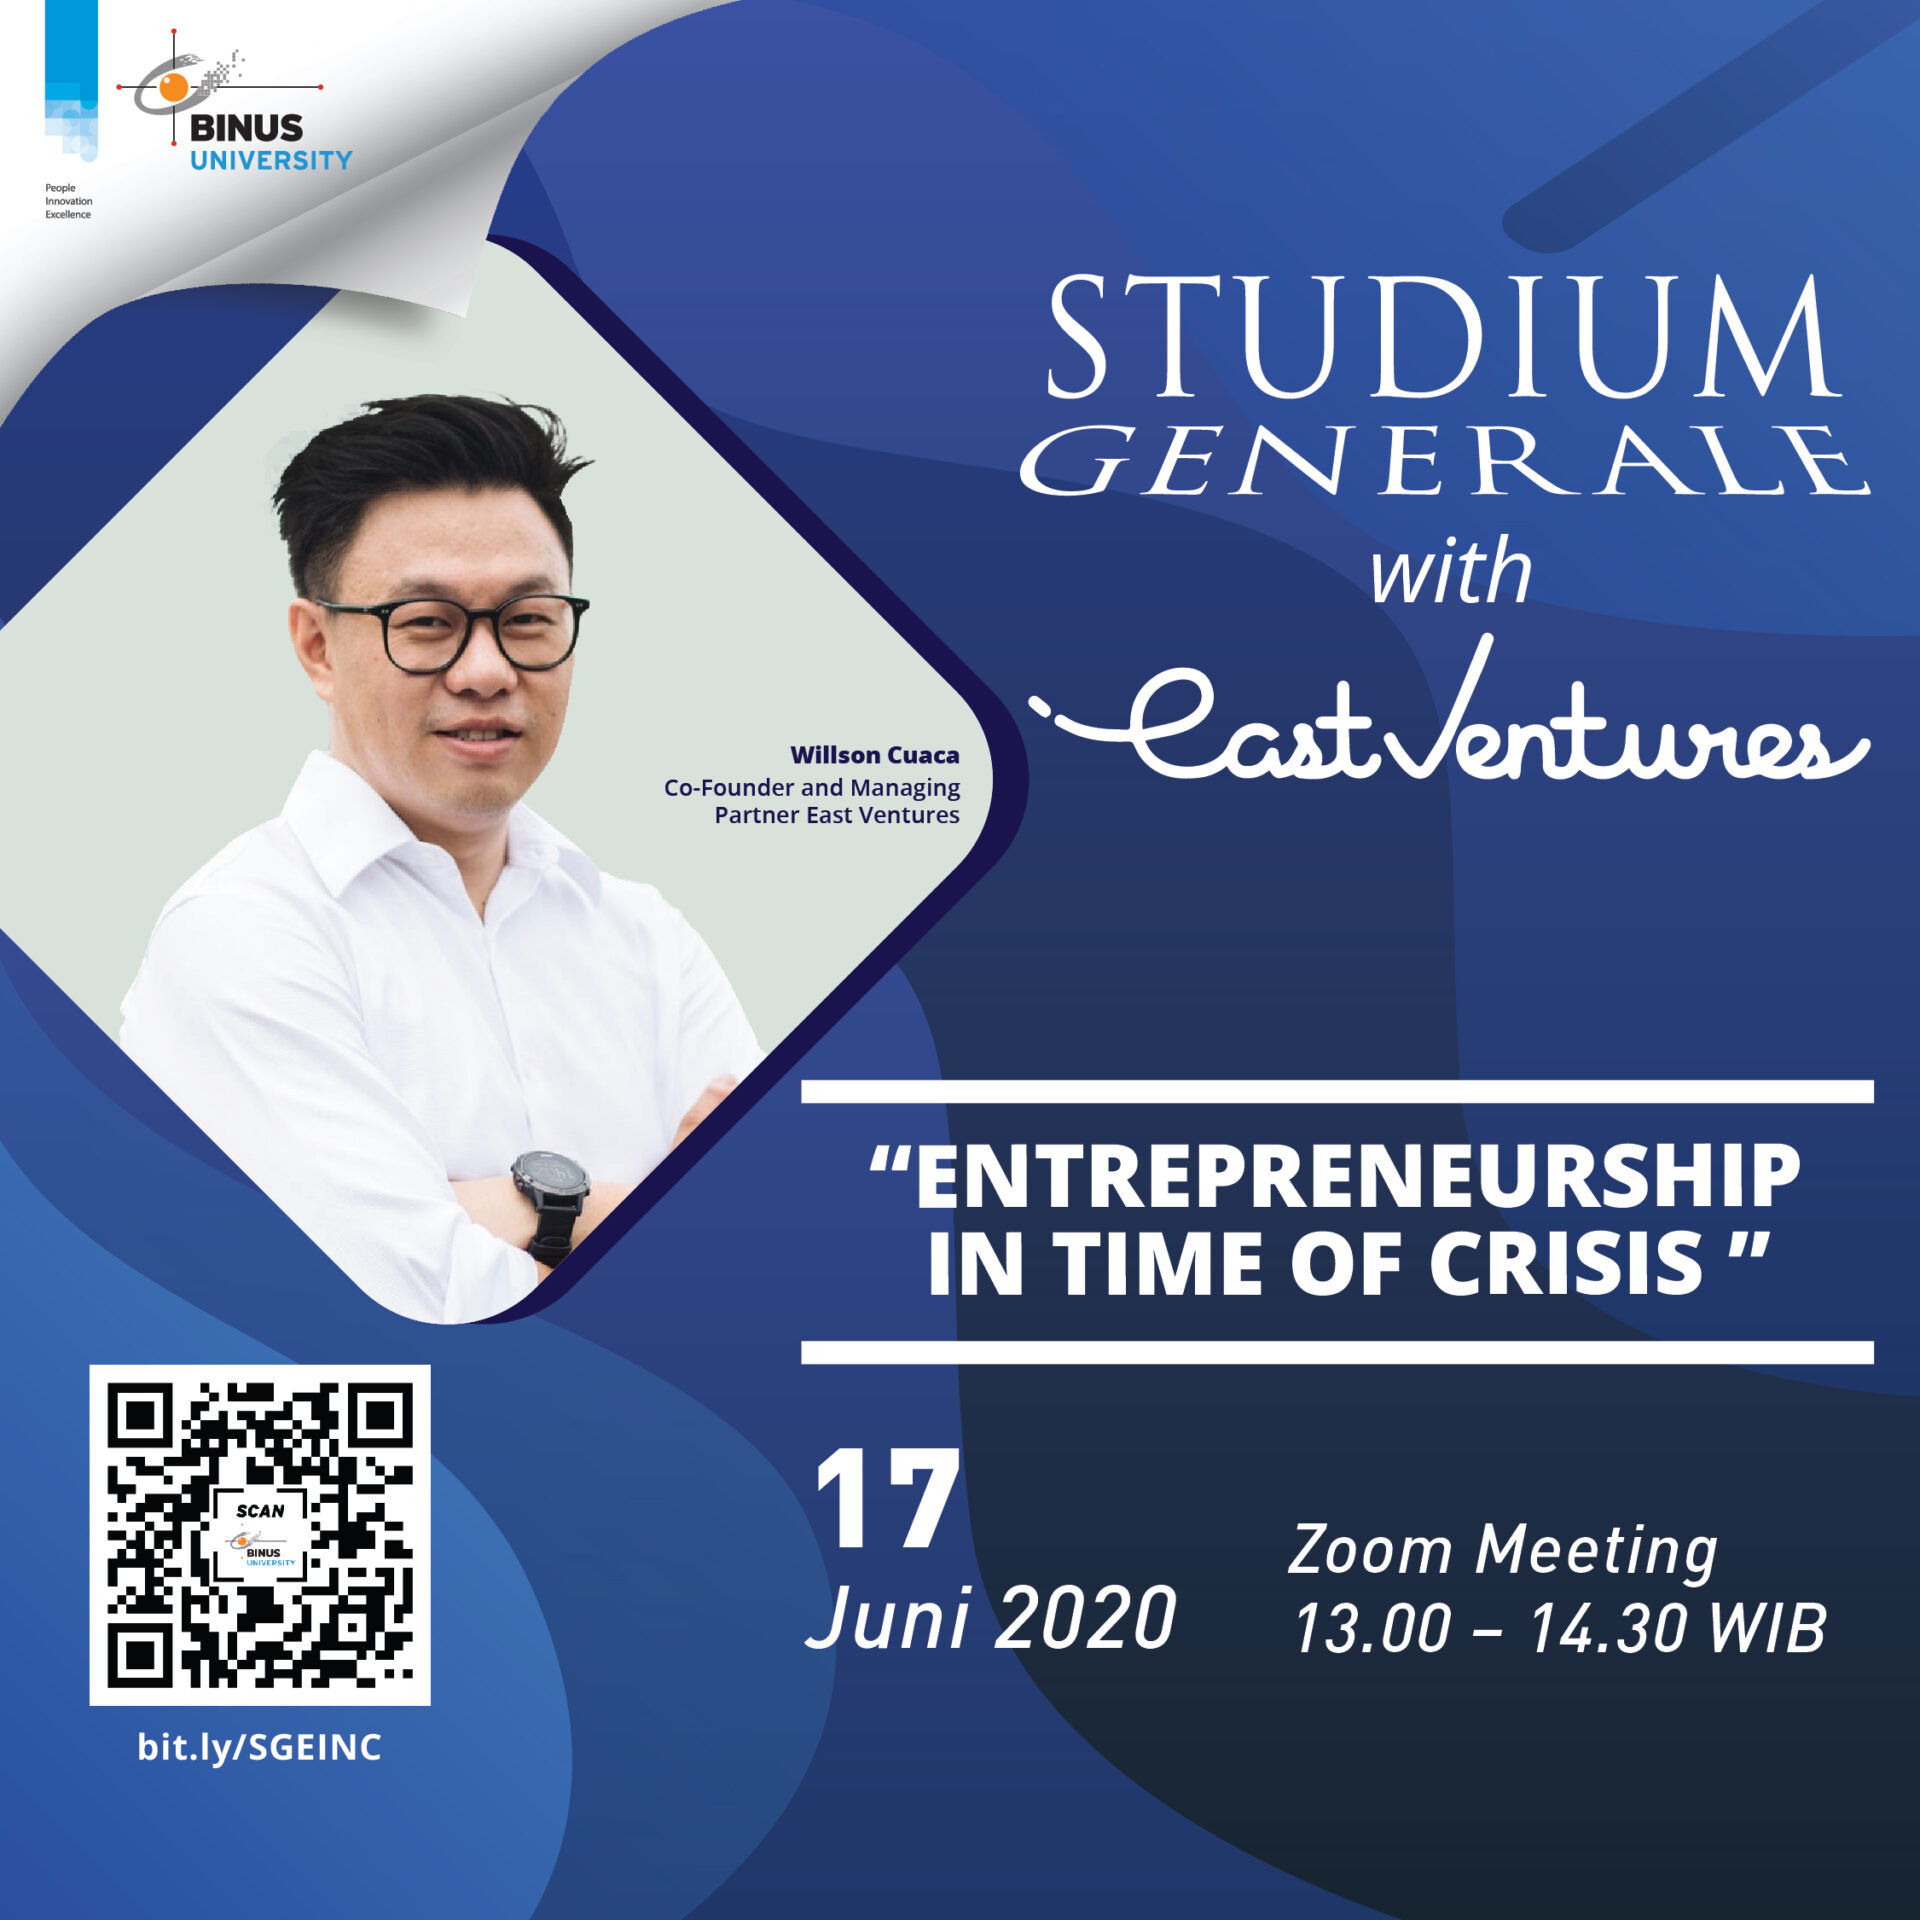 BINUS
UNIVERSITY
People
Innovation
Excellence
STUDIUM
GENERALE
with
East Ventures
Willson Cuaca
Co-Founder and Managing
Partner East Ventures
“ENTREPRENEURSHIP
IN TIME OF CRISIS ”
17
Juni 2020
Zoom Meeting
13.00 – 14.30 WIB
SCAN
BINUS
UNIVERSITY
bit.ly/SGEINC